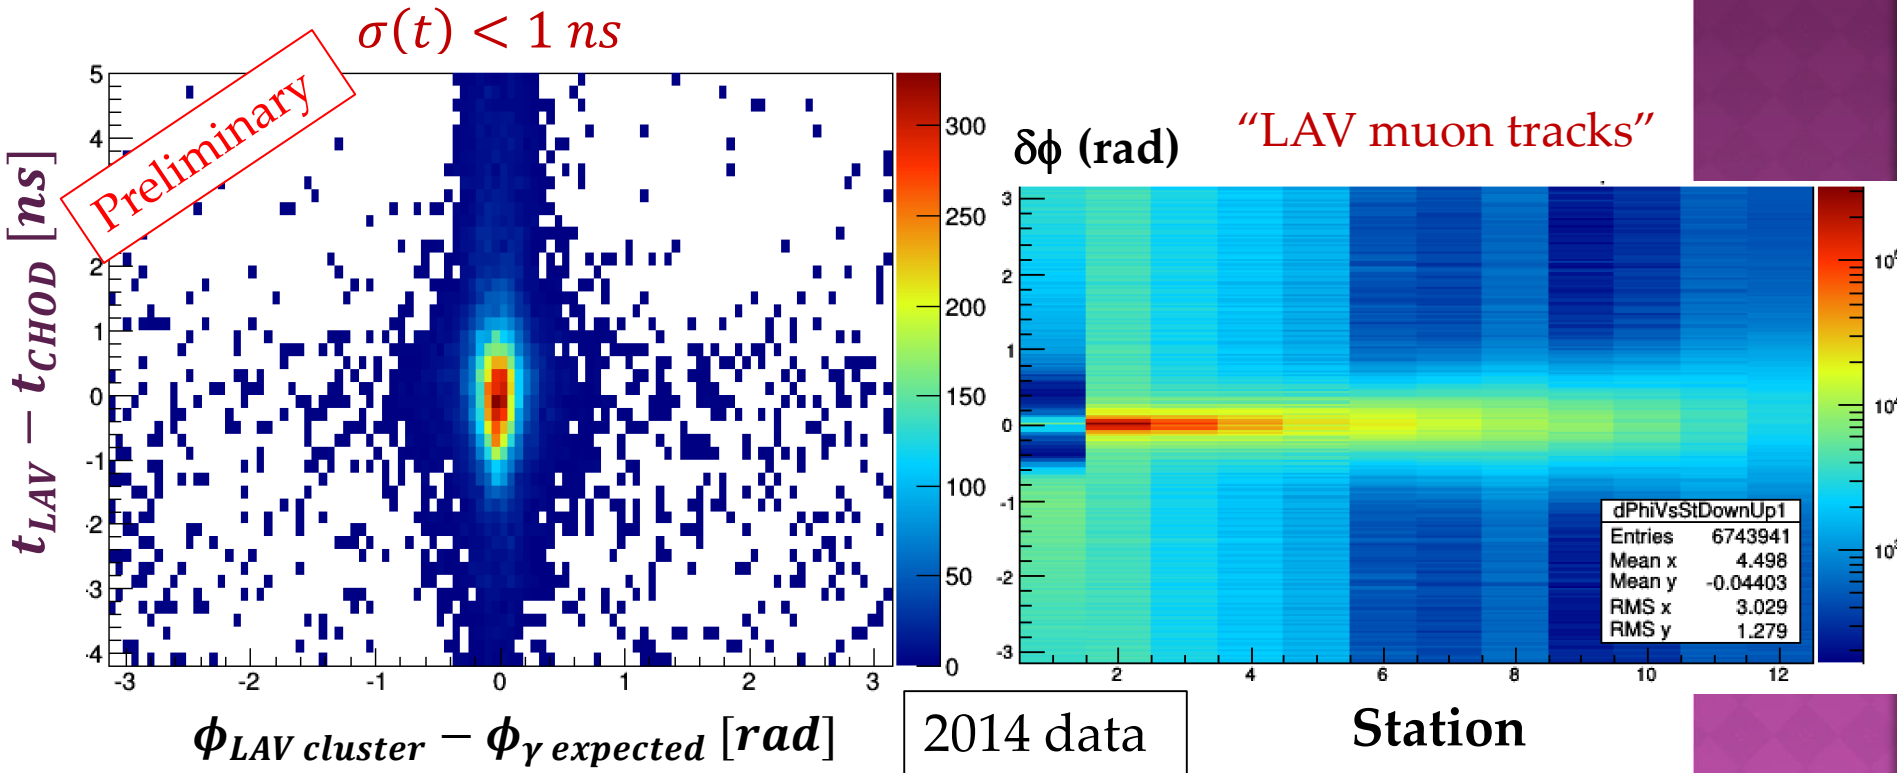 σ(t) < 1 ns
Preliminary
t_LAV − t_CHOD [ns]
5
4
2
1
0
-1
-2
-3
-4
-3 -2 -1 0 1 2 3
ϕ_LAV cluster − ϕ_γ expected [rad]
300
250
200
150
100
50
0
2014 data
δϕ (rad)
“LAV muon tracks”
3
2
1
0
-1
-2
-3
2 4 6 8 10 12
Station
dPhiVsStDownUp1
Entries 6743941
Mean x 4.498
Mean y -0.04403
RMS x 3.029
RMS y 1.279
10⁴
10³